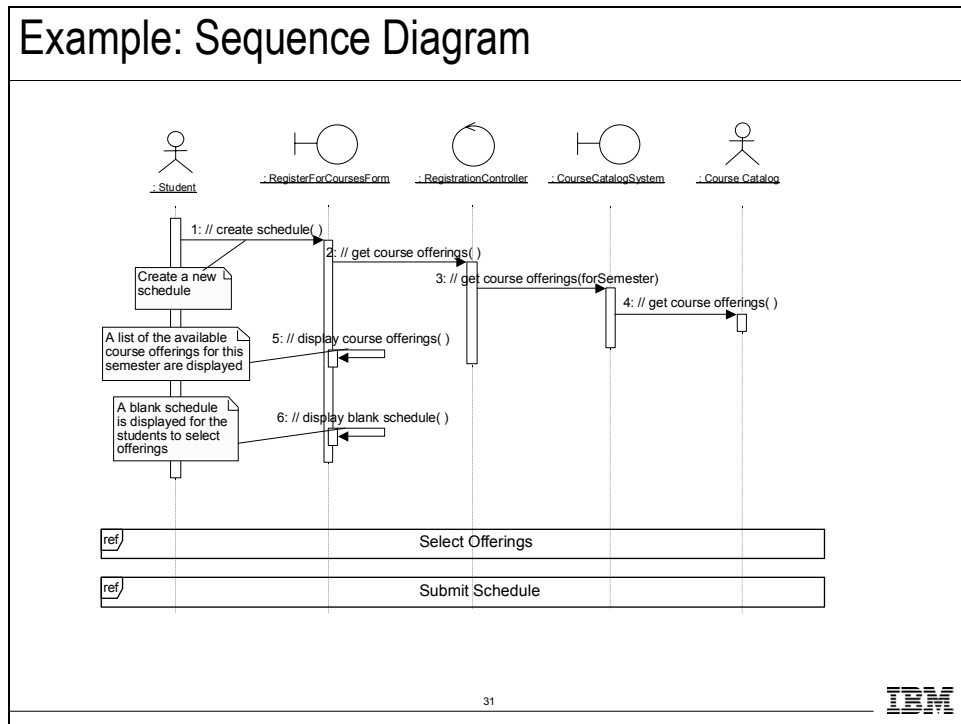 Example: Sequence Diagram
: Student
: RegisterForCoursesForm
: RegistrationController
: CourseCatalogSystem
: Course Catalog
1: // create schedule( )
2: // get course offerings( )
3: // get course offerings(forSemester)
4: // get course offerings( )
Create a new
schedule
A list of the available
course offerings for this
semester are displayed
5: // display course offerings( )
A blank schedule
is displayed for the
students to select
offerings
6: // display blank schedule( )
ref
Select Offerings
ref
Submit Schedule
31
IBM